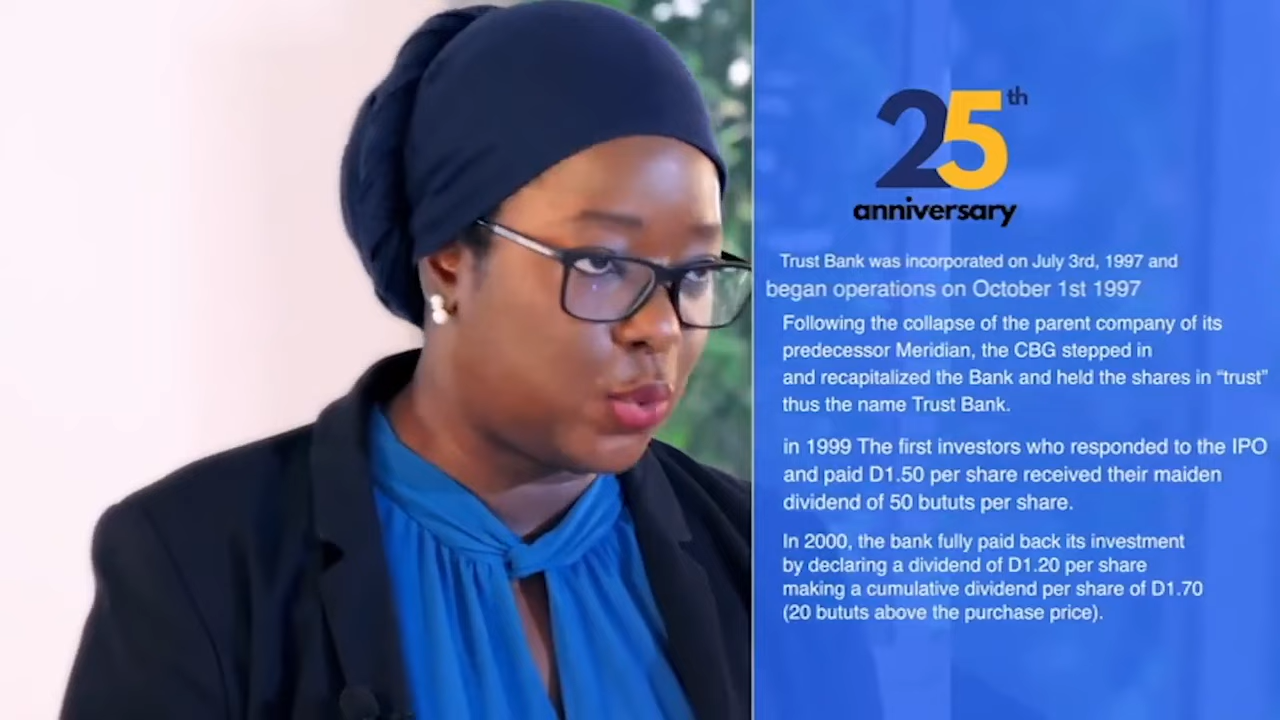 25th
anniversary
Trust Bank was incorporated on July 3rd, 1997 and
began operations on October 1st 1997
Following the collapse of the parent company of its
predecessor Meridian, the CBG stepped in
and recapitalized the Bank and held the shares in “trust”
thus the name Trust Bank.
in 1999 The first investors who responded to the IPO
and paid D1.50 per share received their maiden
dividend of 50 bututs per share.
In 2000, the bank fully paid back its investment
by declaring a dividend of D1.20 per share
making a cumulative dividend per share of D1.70
(20 bututs above the purchase price).